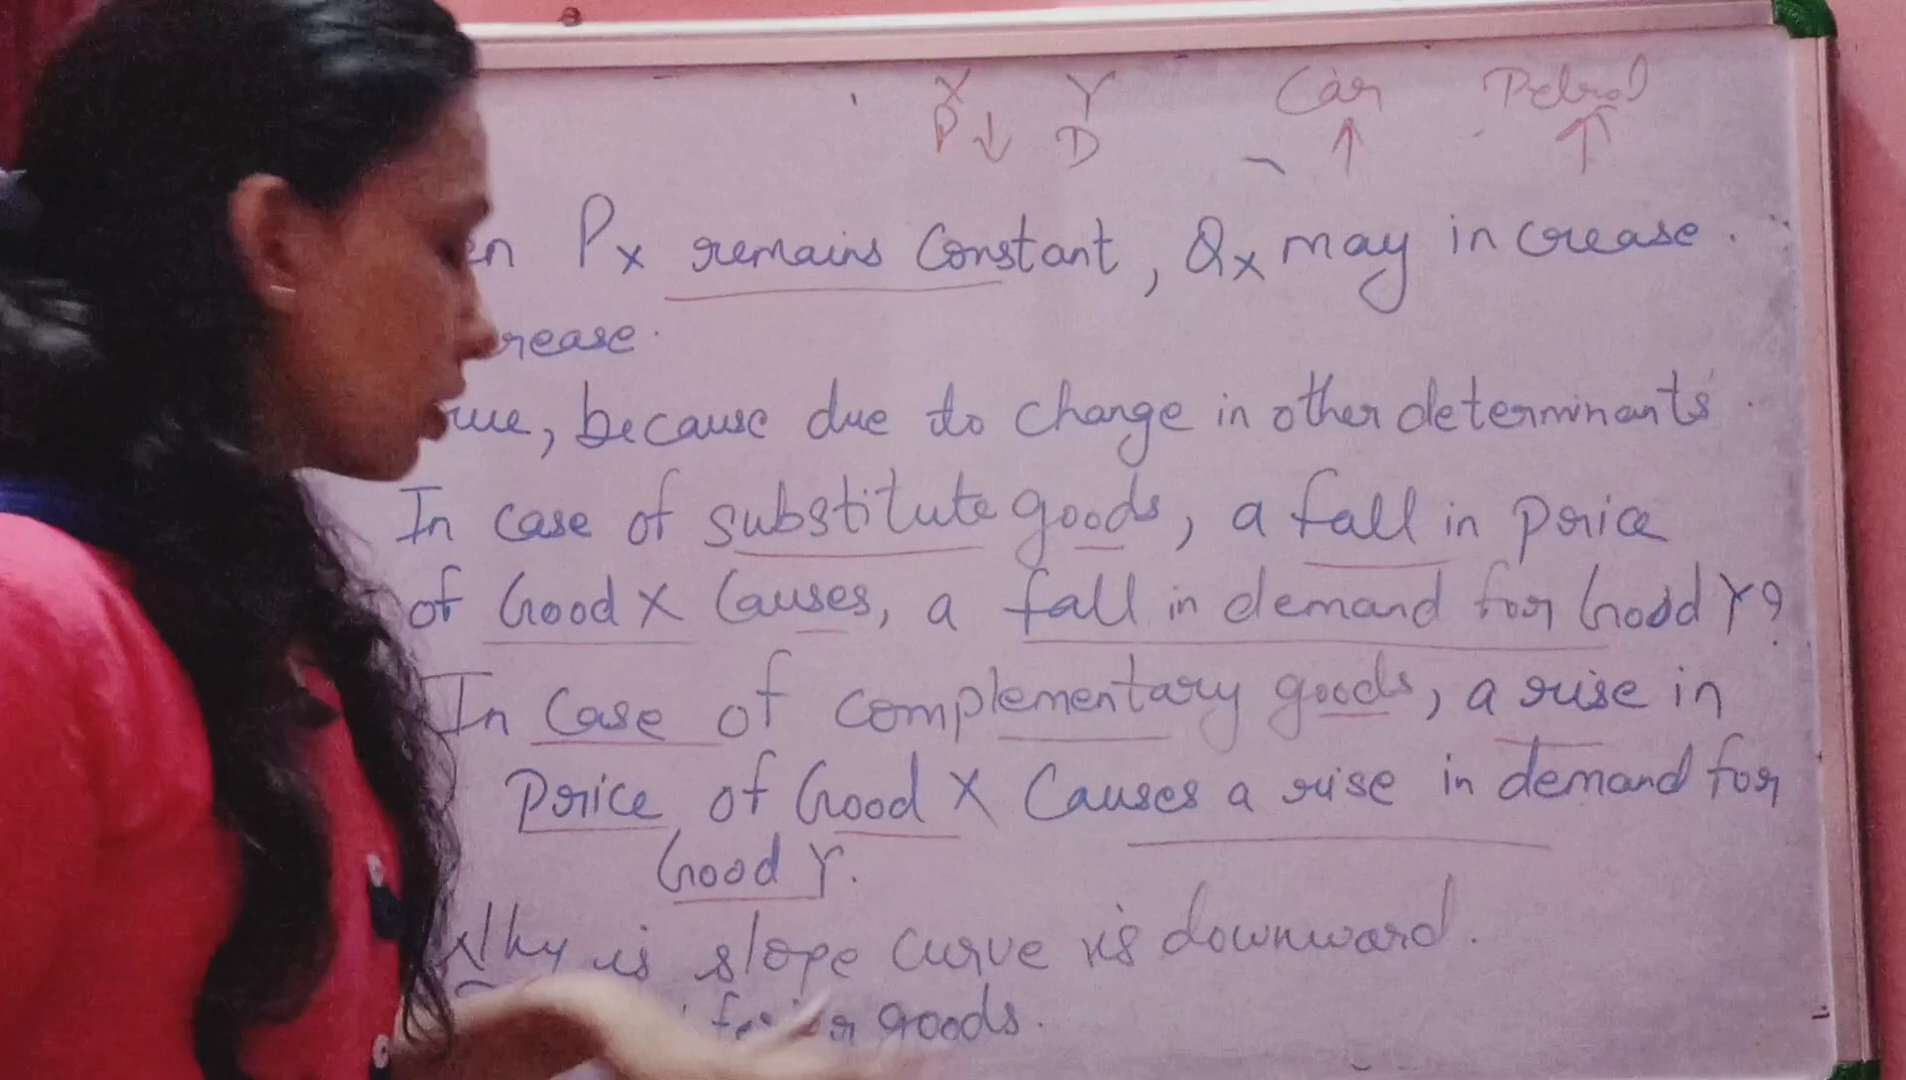 X Y Car Petrol
P↓ D ↑ ↑
en Px remains Constant, Qx may increase.
rease.
rue, because due to change in other determinants.
In case of substitute goods, a fall in price
of Good X Causes, a fall in demand for Good Y?
In Case of complementary goods, a rise in
Price of Good X Causes a rise in demand for
Good Y.
Why is slope curve is downward.
goods.